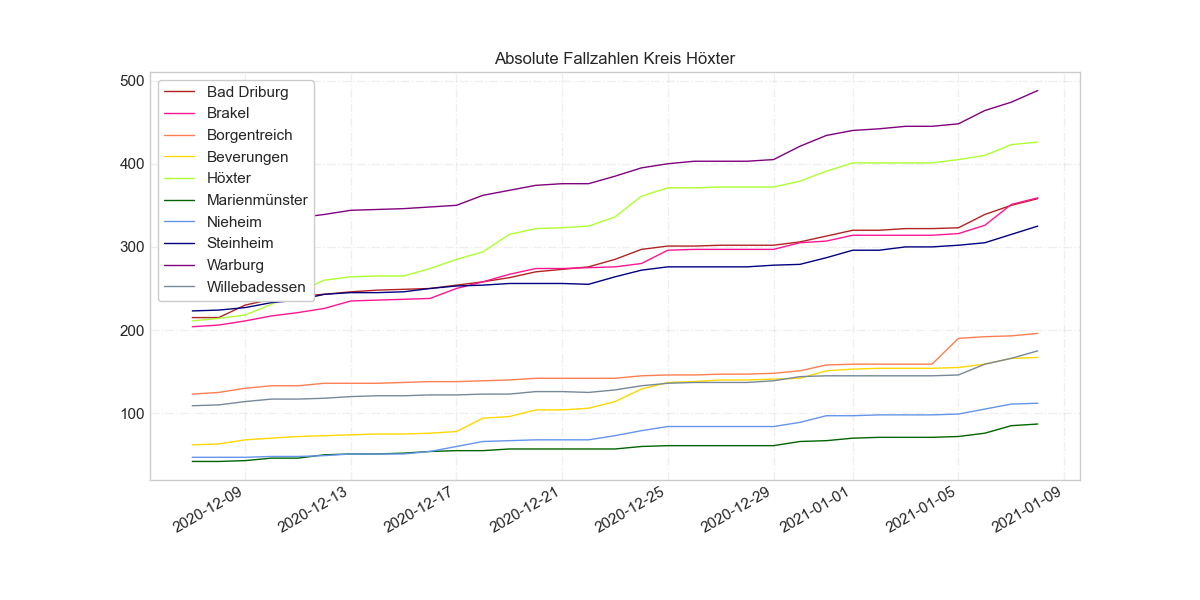 Absolute Fallzahlen Kreis Höxter
500
400
300
200
100
Bad Driburg
Brakel
Borgentreich
Beverungen
Höxter
Marienmünster
Nieheim
Steinheim
Warburg
Willebadessen
2020-12-09
2020-12-13
2020-12-17
2020-12-21
2020-12-25
2020-12-29
2021-01-01
2021-01-05
2021-01-09